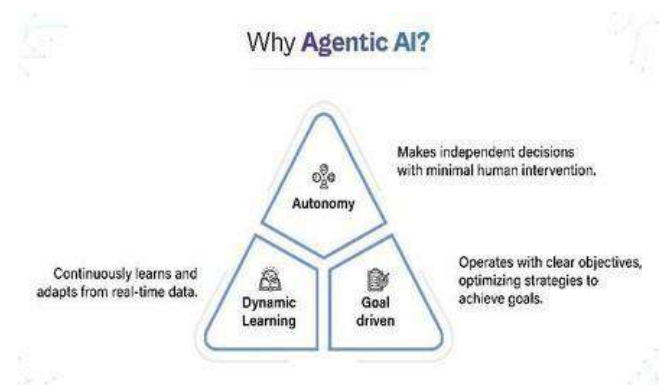 Why Agentic AI?
Makes independent decisions
with minimal human intervention.
Autonomy
Continuously learns and
adapts from real-time data.
Dynamic
Learning
Goal
driven
Operates with clear objectives,
optimizing strategies to
achieve goals.